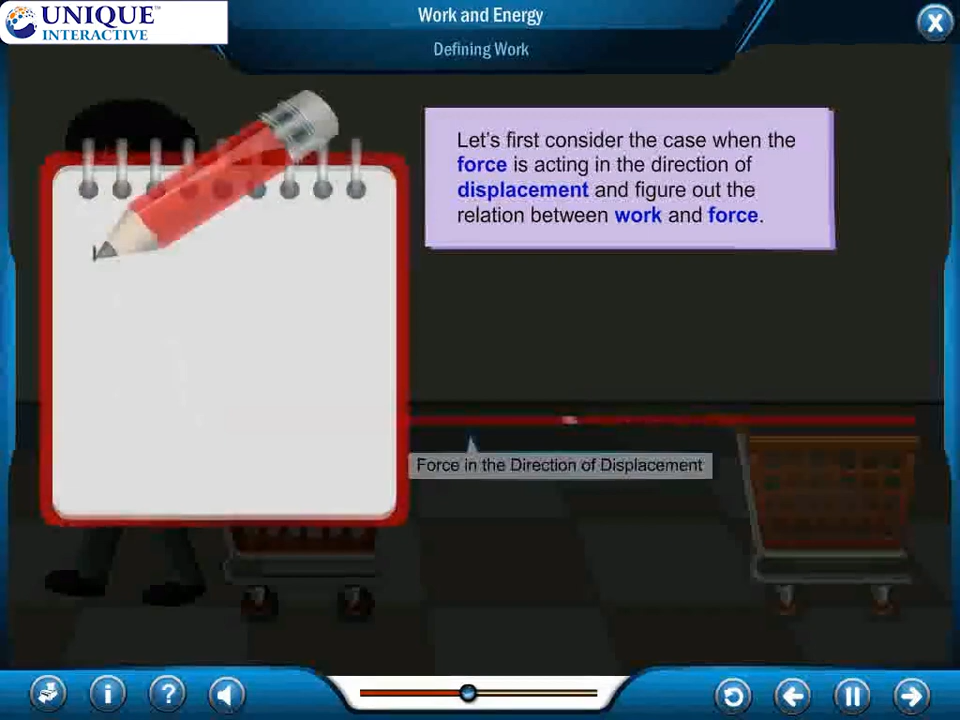 UNIQUE™
INTERACTIVE
Work and Energy
Defining Work
Let's first consider the case when the
force is acting in the direction of
displacement and figure out the
relation between work and force.
Force in the Direction of Displacement